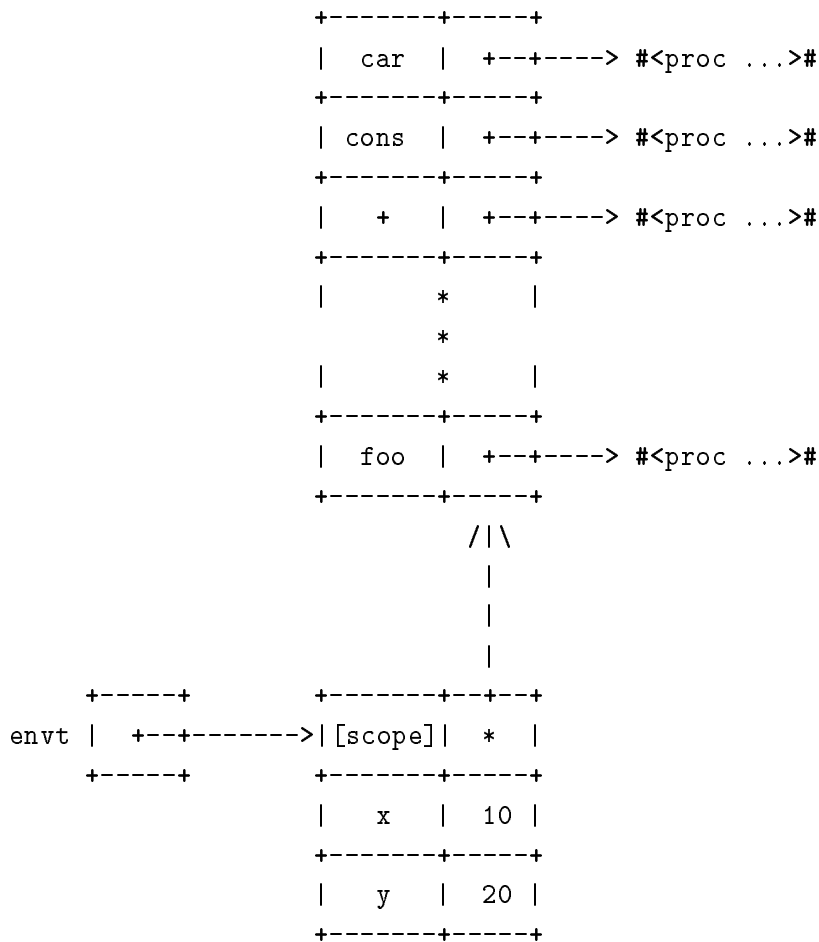 +-------+-----+
                    |  car  |  +--+----> #<proc ...>#
                    +-------+-----+
                    | cons  |  +--+----> #<proc ...>#
                    +-------+-----+
                    |   +   |  +--+----> #<proc ...>#
                    +-------+-----+
                    |       *     |
                            *
                    |       *     |
                    +-------+-----+
                    |  foo  |  +--+----> #<proc ...>#
                    +-------+-----+
                             /|\
                              |
                              |
                              |
     +-----+        +-------+--+--+
envt |  +--+------->|[scope]|  *  |
     +-----+        +-------+-----+
                    |   x   |  10 |
                    +-------+-----+
                    |   y   |  20 |
                    +-------+-----+